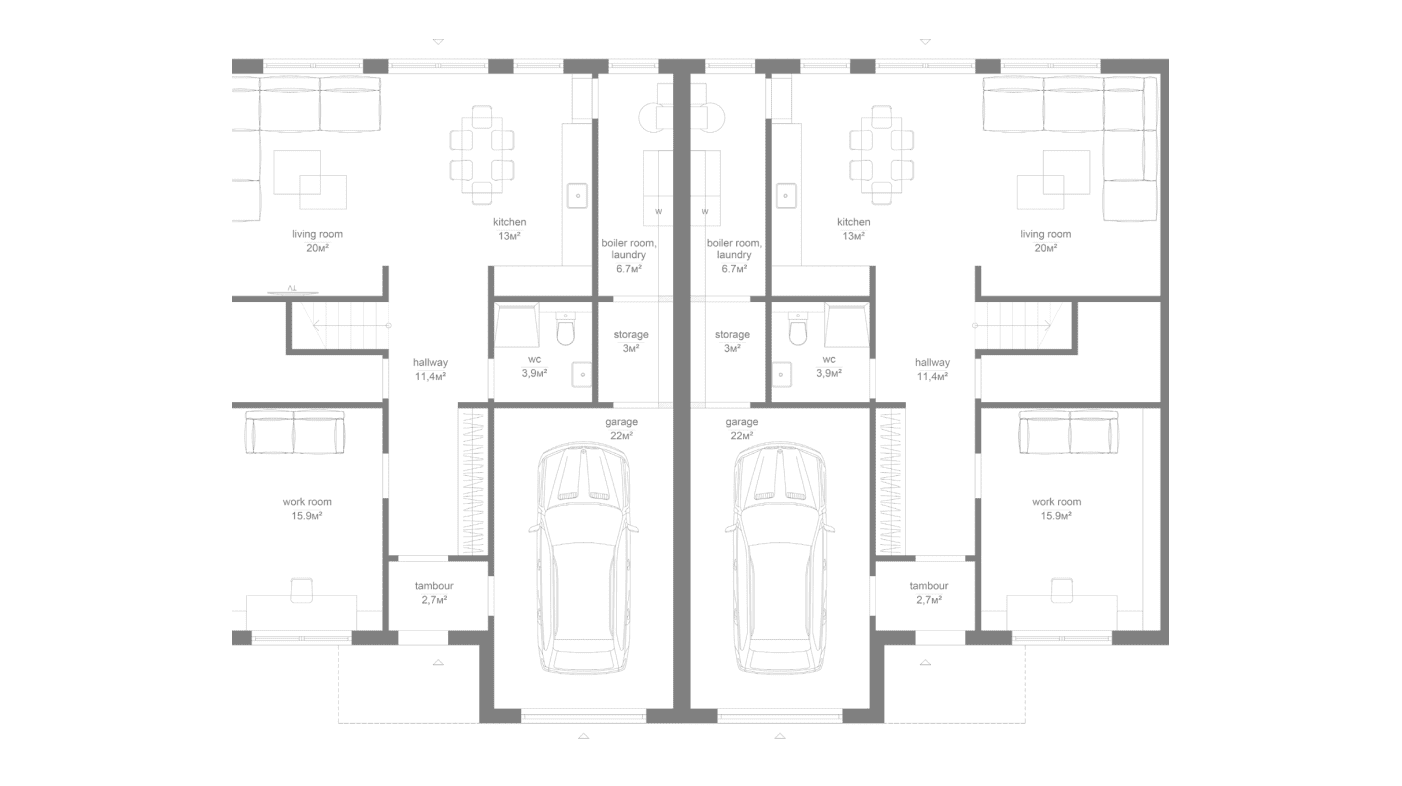 kitchen
13м²
kitchen
13м²
living room
20м²
living room
20м²
W
W
boiler room,
laundry
6.7м²
boiler room,
laundry
6.7м²
TV
storage
3м²
storage
3м²
hallway
11,4м²
wc
3,9м²
wc
3,9м²
hallway
11,4м²
garage
22м²
garage
22м²
work room
15.9м²
work room
15.9м²
tambour
2,7м²
tambour
2,7м²